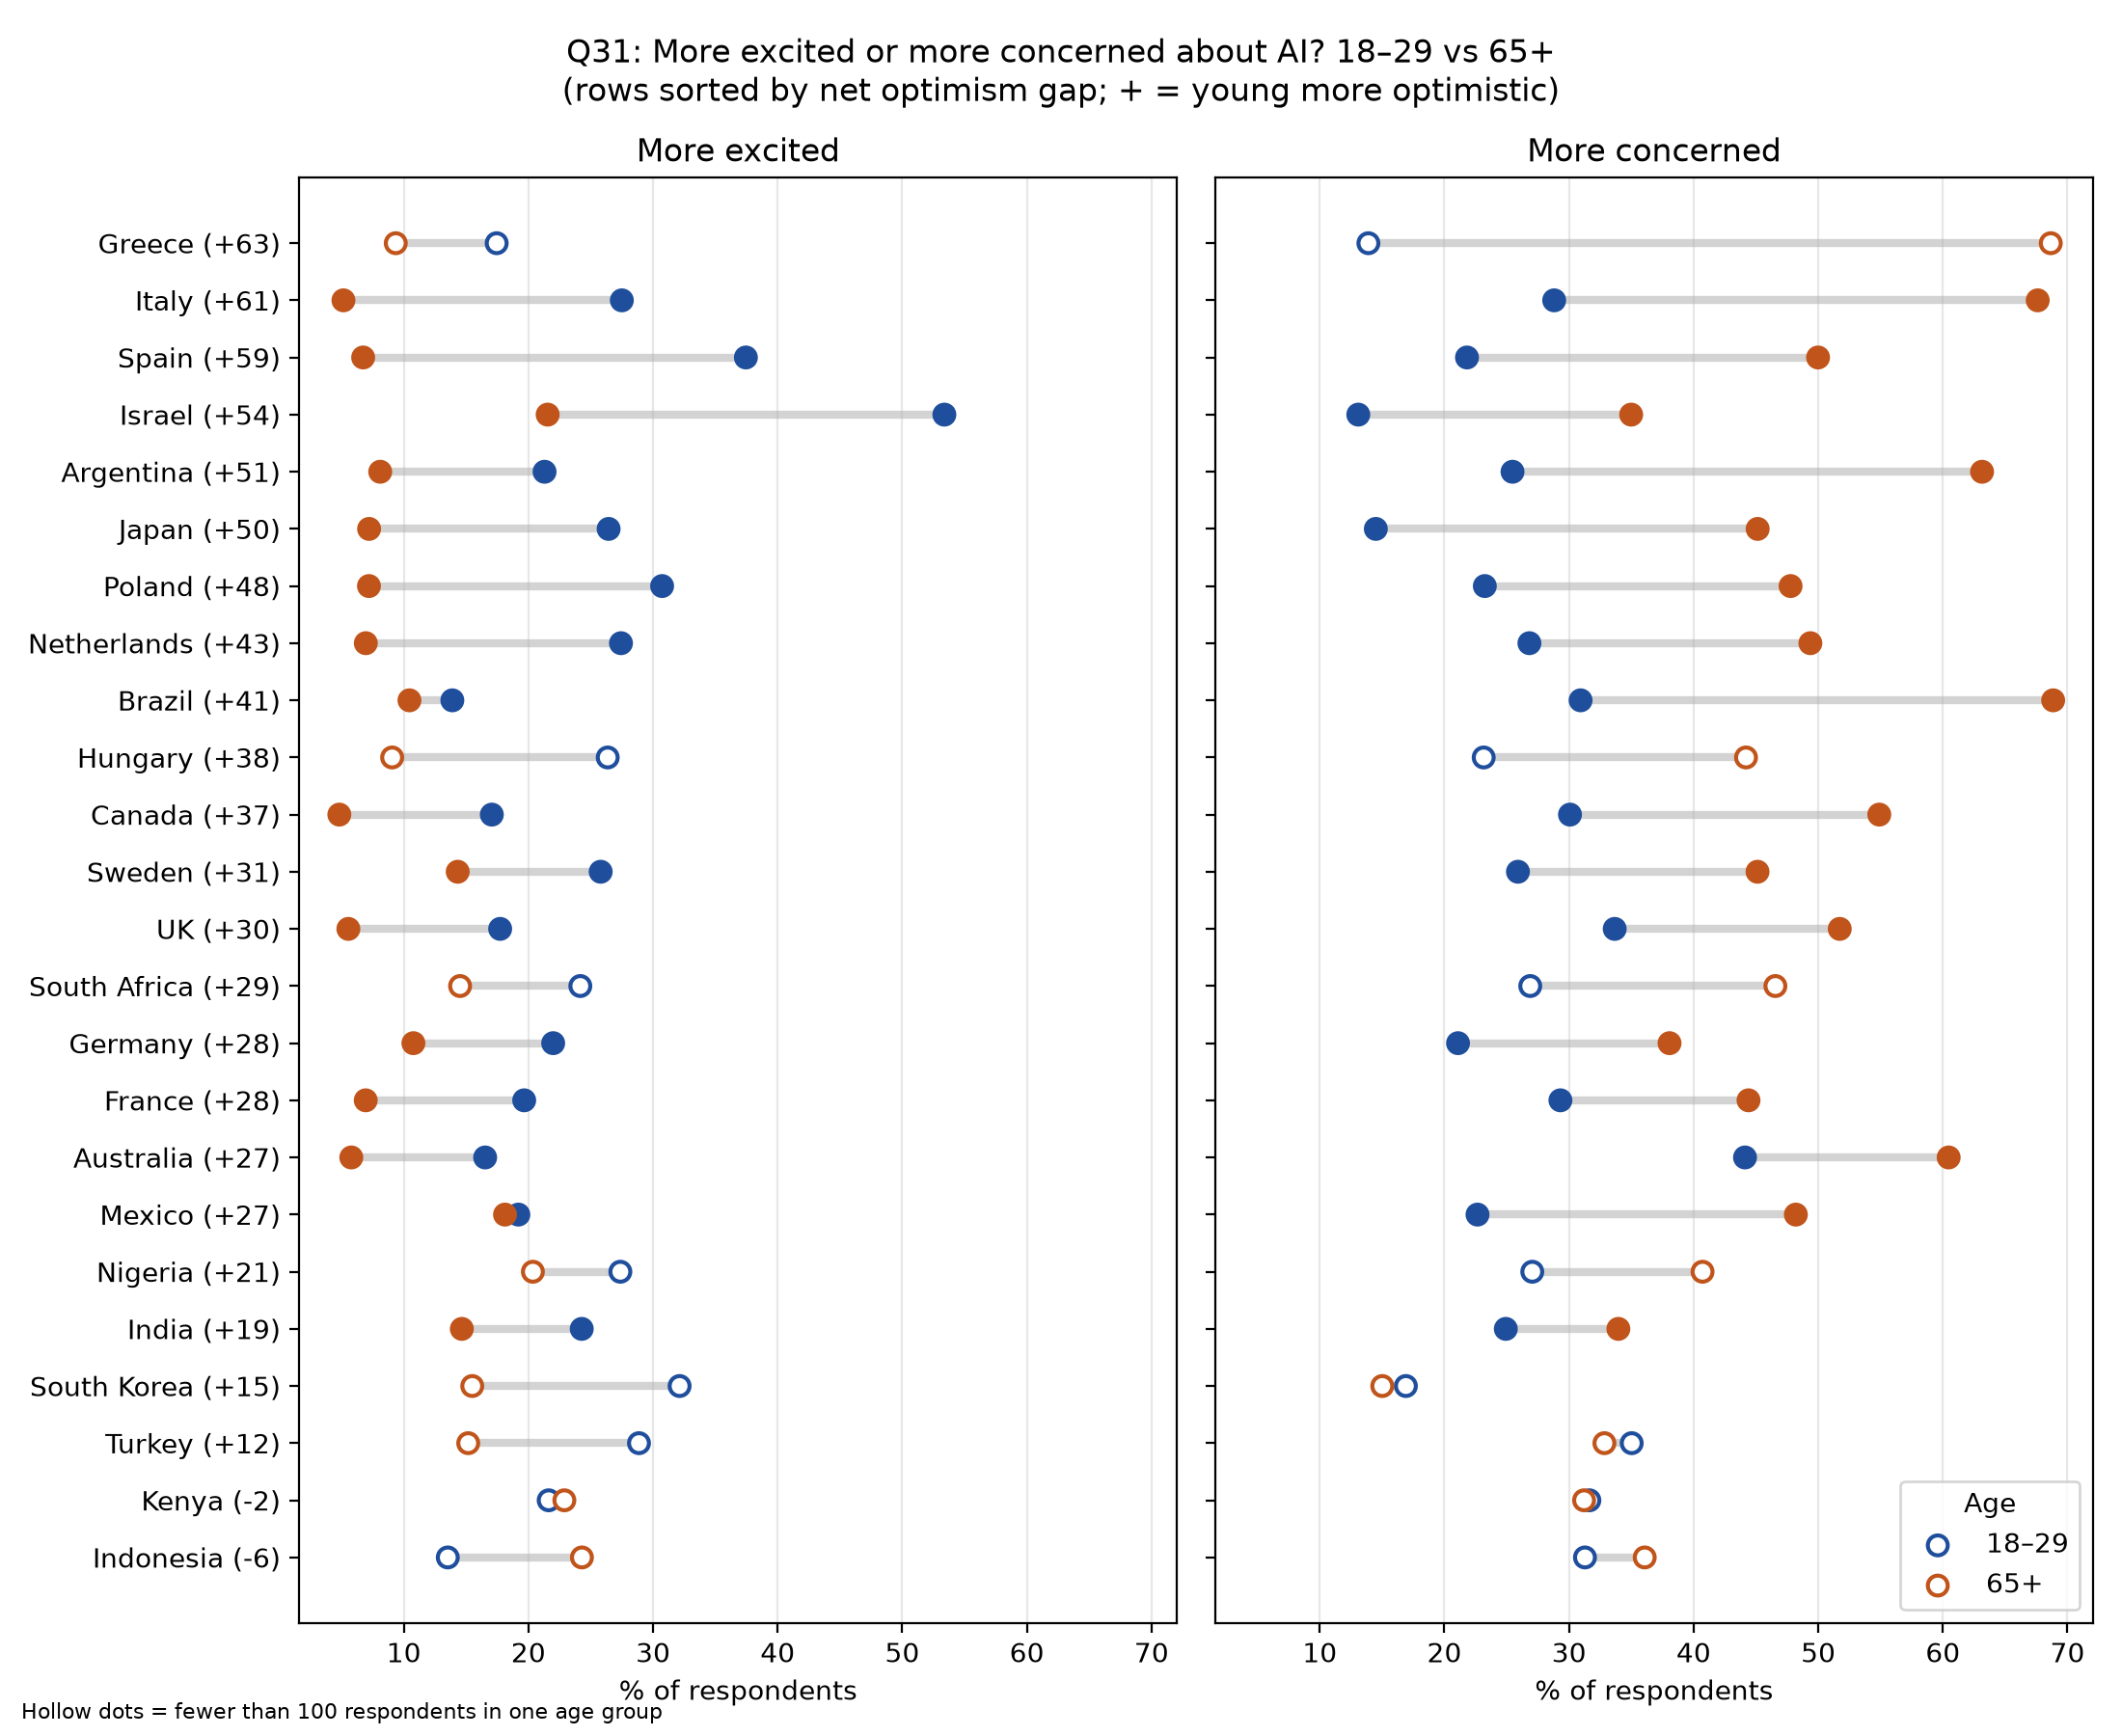 Q31: More excited or more concerned about AI? 18–29 vs 65+
(rows sorted by net optimism gap; + = young more optimistic)
More excited
More concerned
Greece (+63)
Italy (+61)
Spain (+59)
Israel (+54)
Argentina (+51)
Japan (+50)
Poland (+48)
Netherlands (+43)
Brazil (+41)
Hungary (+38)
Canada (+37)
Sweden (+31)
UK (+30)
South Africa (+29)
Germany (+28)
France (+28)
Australia (+27)
Mexico (+27)
Nigeria (+21)
India (+19)
South Korea (+15)
Turkey (+12)
Kenya (-2)
Indonesia (-6)
Age
18–29
65+
10 20 30 40 50 60 70
10 20 30 40 50 60 70
% of respondents
% of respondents
Hollow dots = fewer than 100 respondents in one age group